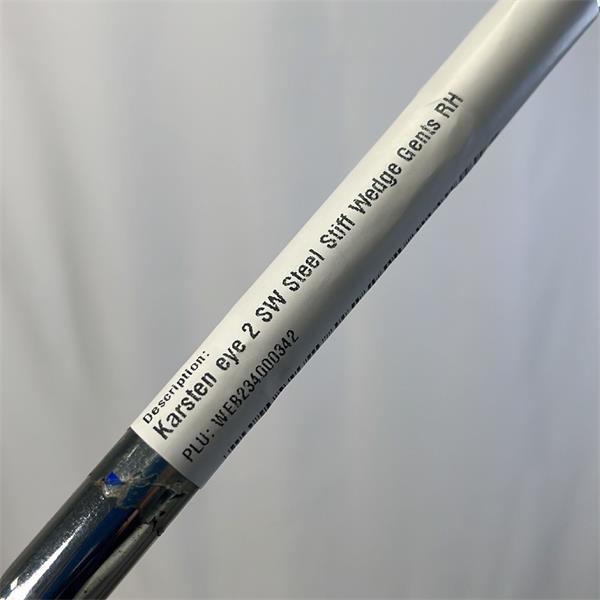 Description:
Karsten eye 2 SW Steel Stiff Wedge Gents RH
PLU: WEB234000342